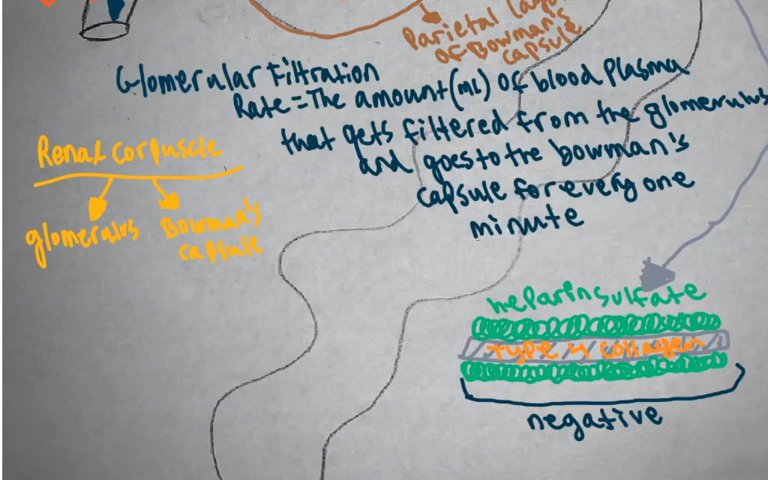 Parietal layer
of Bowman's
capsule
Glomerular Filtration
Rate = The amount (ML) of blood plasma
that gets filtered from the glomerulus
and goes to the bowman's
capsule for every one
minute
Renal corpuscle
glomerulus
Bowman's
capsule
heparin sulfate
type 4 collagen
negative